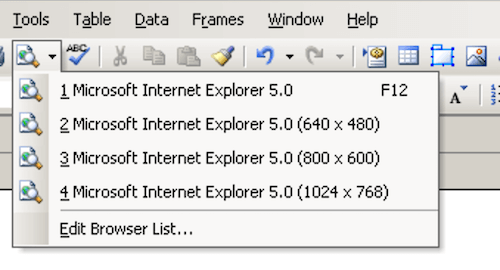 Tools Table Data Frames Window Help
ABC
1 Microsoft Internet Explorer 5.0 F12
2 Microsoft Internet Explorer 5.0 (640 x 480)
A
3 Microsoft Internet Explorer 5.0 (800 x 600)
4 Microsoft Internet Explorer 5.0 (1024 x 768)
Edit Browser List...